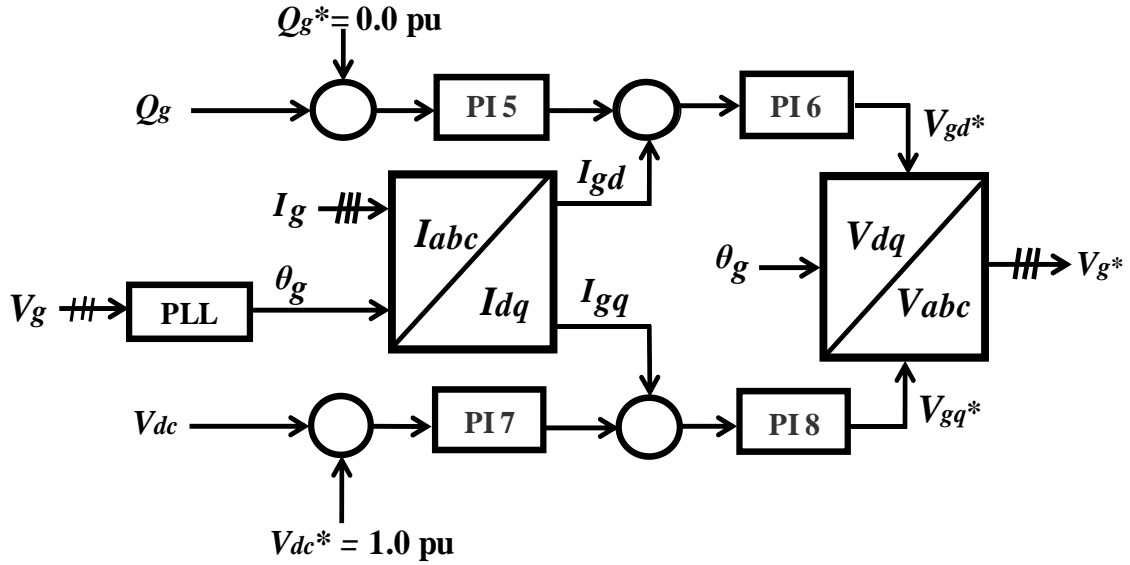 Qg* = 0.0 pu
Qg
PI 5
PI 6
Vgd*
Igd
Ig
Iabc
Idq
θg
Vg
PLL
Igq
θg
Vdq
Vabc
Vg*
Vdc
PI 7
PI 8
Vgq*
Vdc* = 1.0 pu